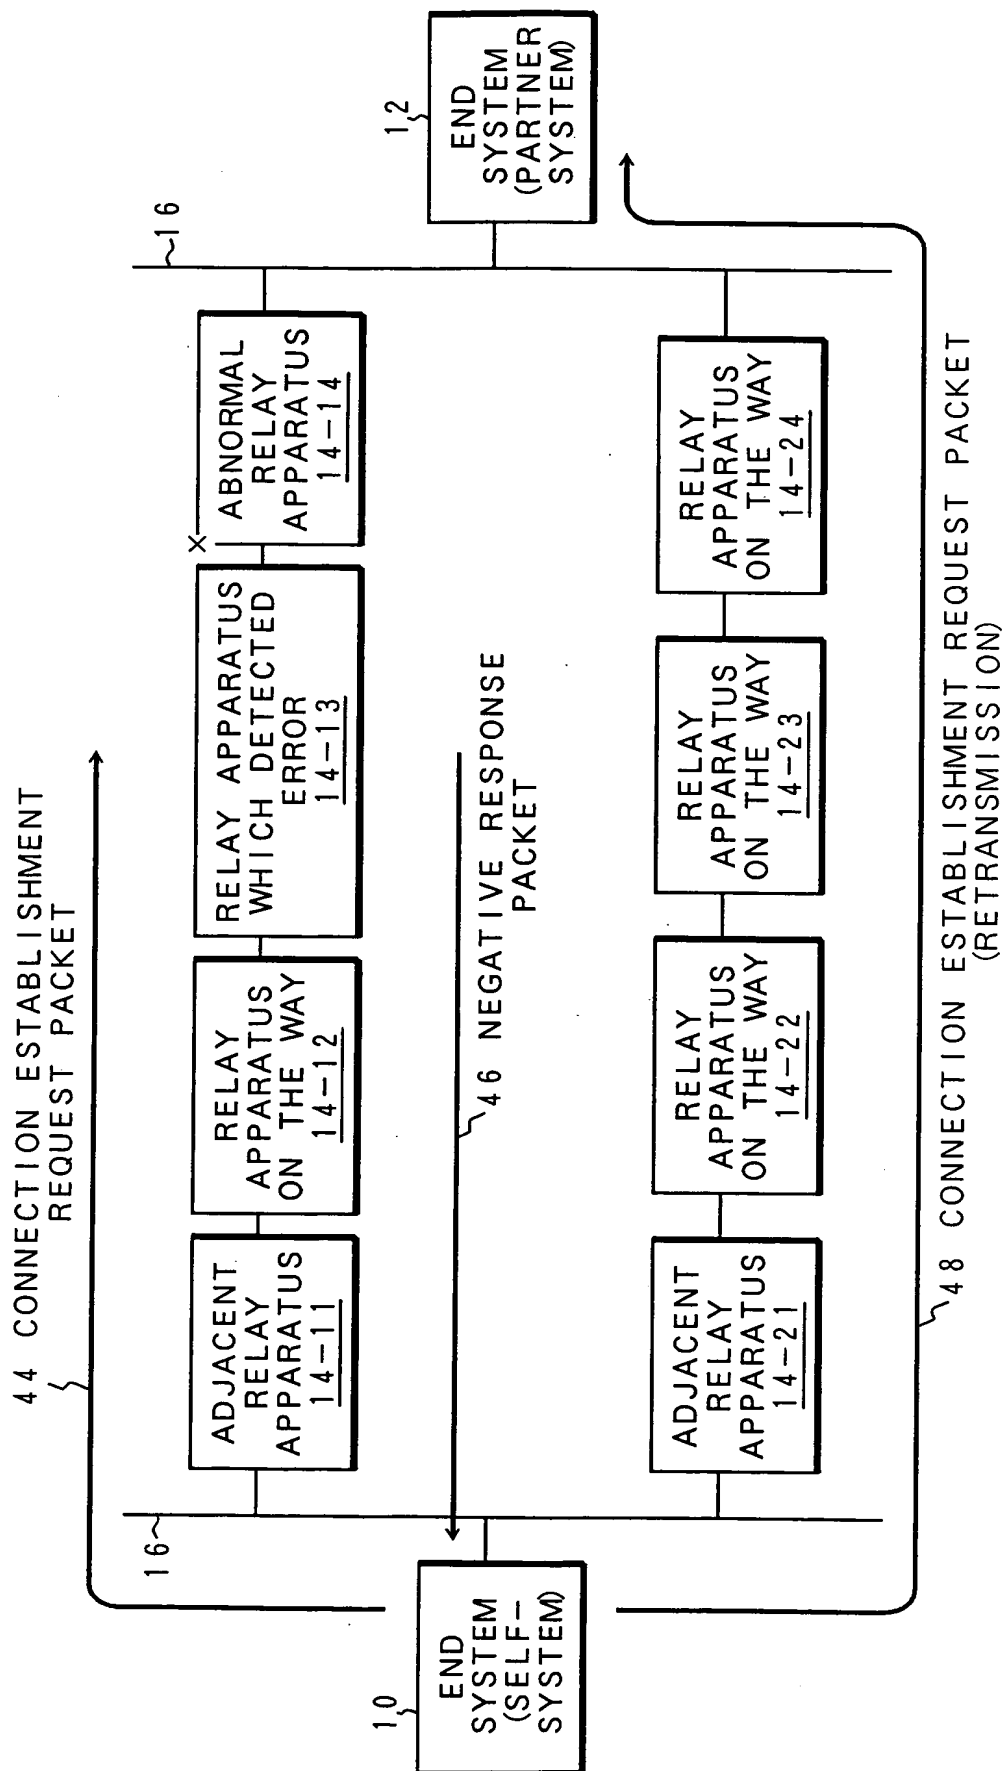 44 CONNECTION ESTABLISHMENT
REQUEST PACKET
10
END
SYSTEM
(SELF-
SYSTEM)
16
ADJACENT
RELAY
APPARATUS
14-11
RELAY
APPARATUS
ON THE WAY
14-12
RELAY APPARATUS
WHICH DETECTED
ERROR
14-13
×
ABNORMAL
RELAY
APPARATUS
14-14
16
12
END
SYSTEM
(PARTNER
SYSTEM)
46 NEGATIVE RESPONSE
PACKET
ADJACENT
RELAY
APPARATUS
14-21
RELAY
APPARATUS
ON THE WAY
14-22
RELAY
APPARATUS
ON THE WAY
14-23
RELAY
APPARATUS
ON THE WAY
14-24
48 CONNECTION ESTABLISHMENT REQUEST PACKET
(RETRANSMISSION)